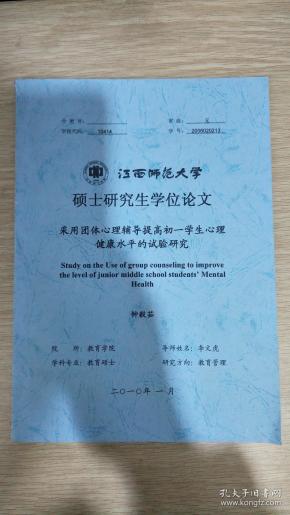 分类号: 密级: 无
学校代码: 10414 学号: 2006020213
江西师范大学
硕士研究生学位论文
采用团体心理辅导提高初一学生心理
健康水平的试验研究
Study on the Use of group counseling to improve
the level of junior middle school students' Mental
Health
钟毅茹
院 所:教育学院 导师姓名:李文虎
学科专业:教育硕士 研究方向:教育管理
二〇一〇年 一月
孔夫子旧书网